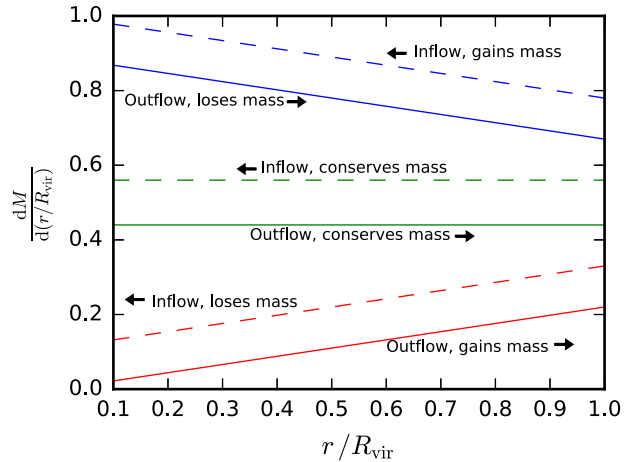 1.0
Inflow, gains mass
0.8
Outflow, loses mass
0.6
Inflow, conserves mass
dM
d(r/R_vir)
0.4
Outflow, conserves mass
Inflow, loses mass
0.2
Outflow, gains mass
0.0
0.1 0.2 0.3 0.4 0.5 0.6 0.7 0.8 0.9 1.0
r/R_vir